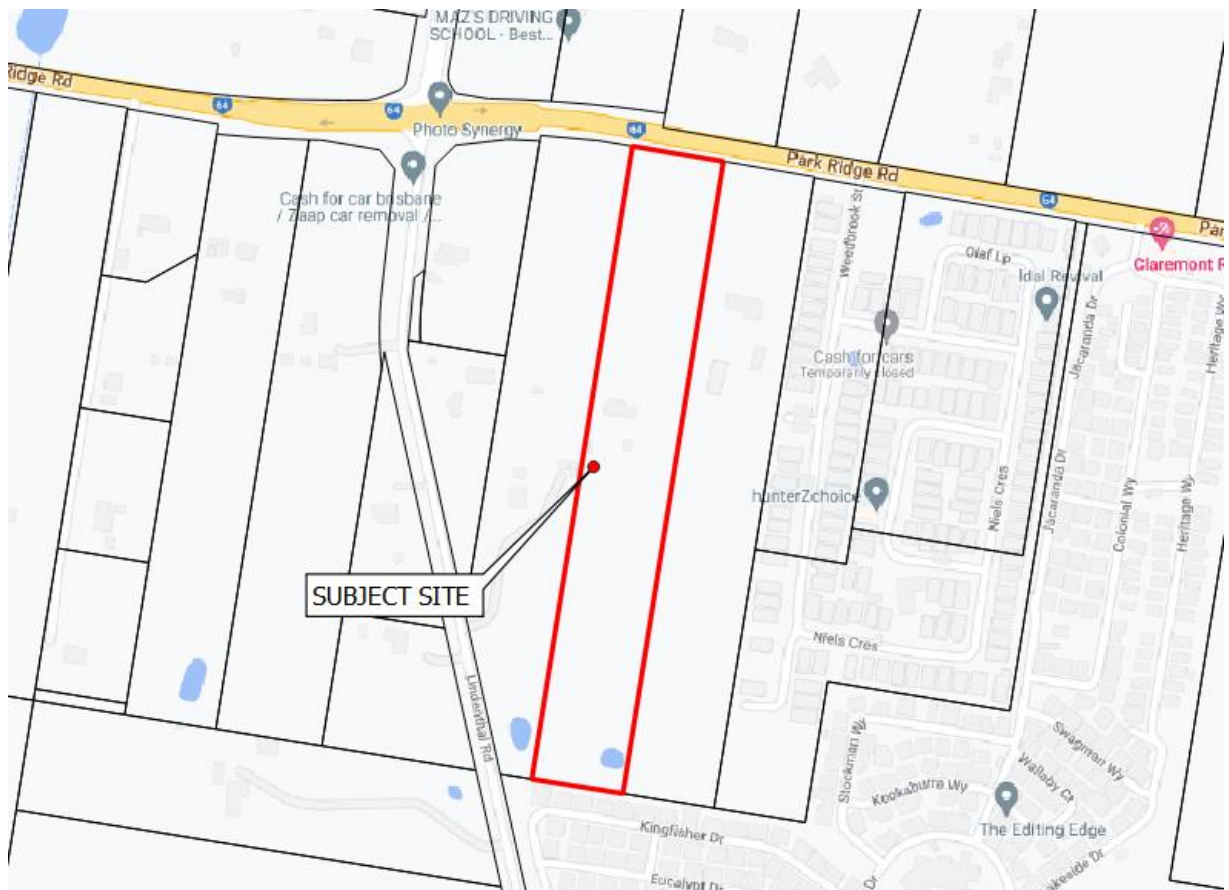 MAZ'S DRIVING
SCHOOL - Best...
Ridge Rd
64
64
64
Photo Synergy
Park Ridge Rd
64
Cash for car brisbane
/ Zaap car removal /...
Weedbrook St
Olaf Lp
Claremont R
Idal Revival
Jacaranda Dr
Heritage Wy
Cash for cars
Temporarily closed
hunterZchoice
Niels Cres
Jacaranda Dr
Colonial Wy
Heritage Wy
SUBJECT SITE
Niels Cres
Lindenthal Rd
Stockman Wy
Swagman Wy
Wallaby Ct
Kookaburra Wy
The Editing Edge
Kingfisher Dr
Eucalypt Dr
Dr